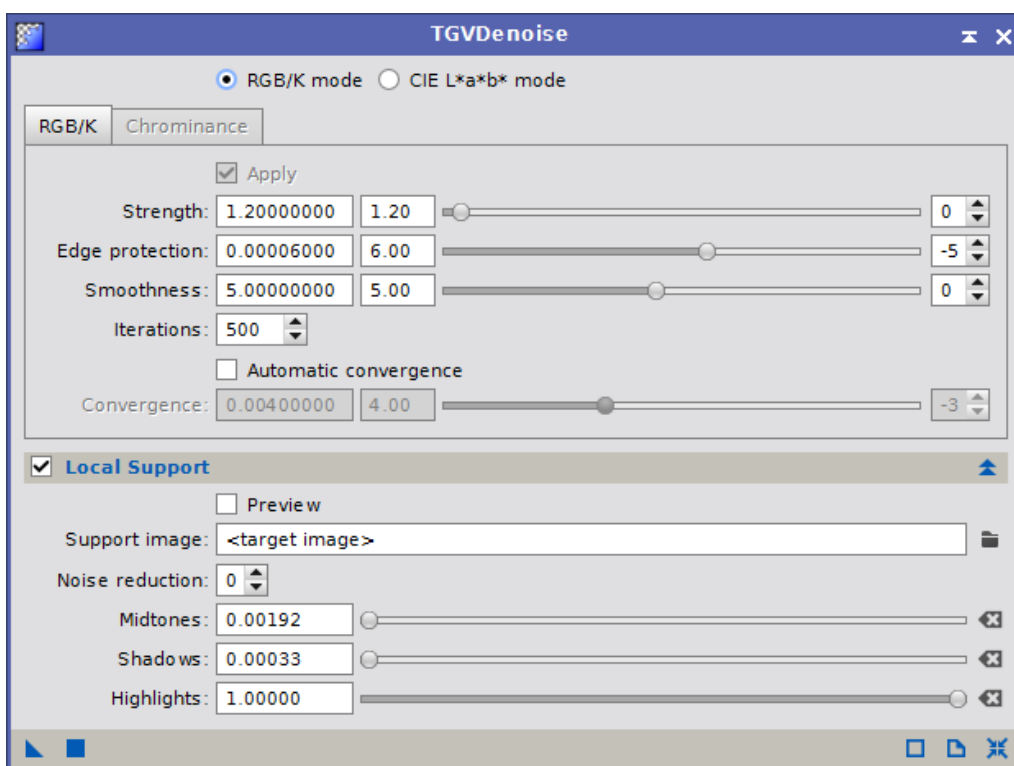 TGVDenoise
RGB/K mode CIE L*a*b* mode
RGB/K Chrominance
Apply
Strength: 1.20000000 1.20 0
Edge protection: 0.00006000 6.00 -5
Smoothness: 5.00000000 5.00 0
Iterations: 500
Automatic convergence
Convergence: 0.00400000 4.00 -3
Local Support
Preview
Support image: <target image>
Noise reduction: 0
Midtones: 0.00192
Shadows: 0.00033
Highlights: 1.00000